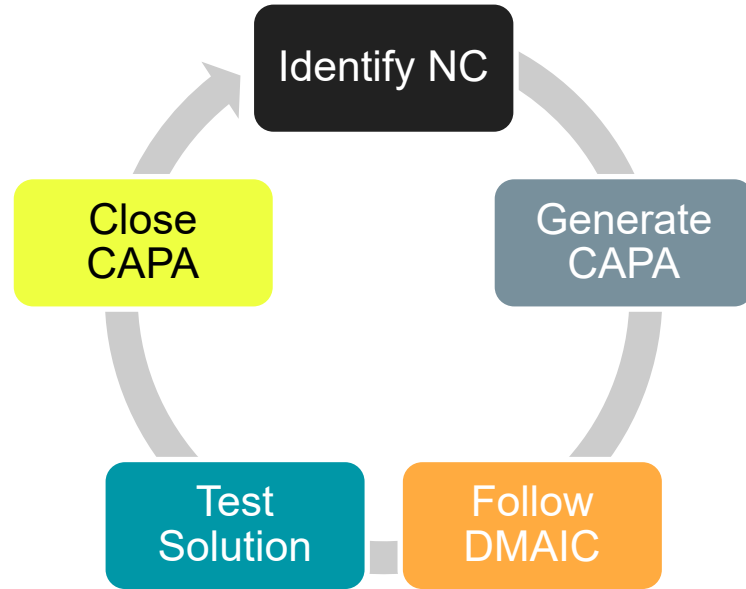 Identify NC
Generate
CAPA
Follow
DMAIC
Test
Solution
Close
CAPA